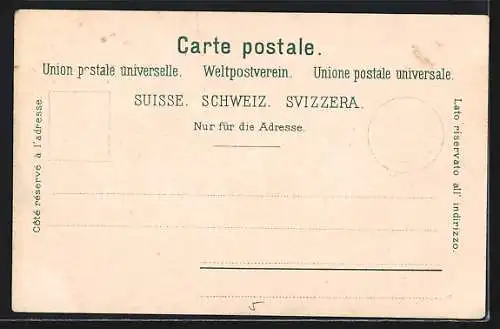 Carte postale.
Union postale universelle. Weltpostverein. Unione postale universale.
SUISSE. SCHWEIZ. SVIZZERA.
Nur für die Adresse.
Côté réservé à l'adresse.
Lato riservato all' indirizzo.
5